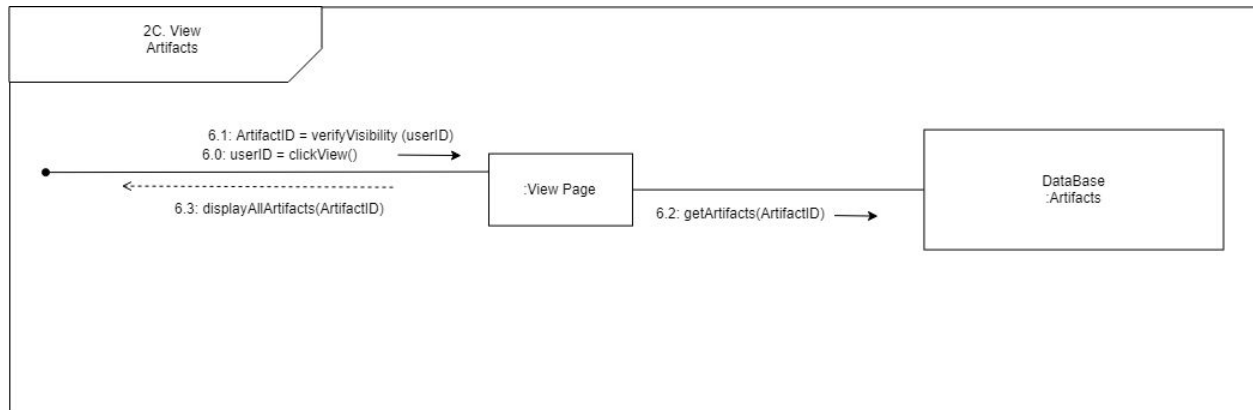 2C. View
Artifacts
6.1: ArtifactID = verifyVisibility (userID)
6.0: userID = clickView()
6.3: displayAllArtifacts(ArtifactID)
:View Page
6.2: getArtifacts(ArtifactID)
DataBase
:Artifacts